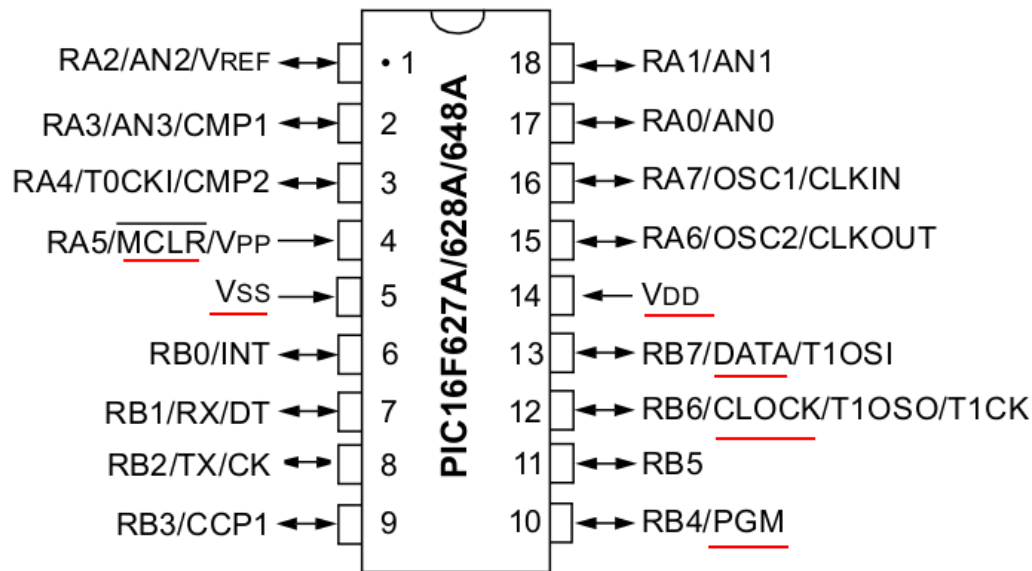 RA2/AN2/VREF • 1 18 RA1/AN1
RA3/AN3/CMP1 2 17 RA0/AN0
RA4/T0CKI/CMP2 3 16 RA7/OSC1/CLKIN
RA5/MCLR/VPP 4 15 RA6/OSC2/CLKOUT
VSS 5 14 VDD
RB0/INT 6 13 RB7/DATA/T1OSI
RB1/RX/DT 7 12 RB6/CLOCK/T1OSO/T1CK
RB2/TX/CK 8 11 RB5
RB3/CCP1 9 10 RB4/PGM
PIC16F627A/628A/648A